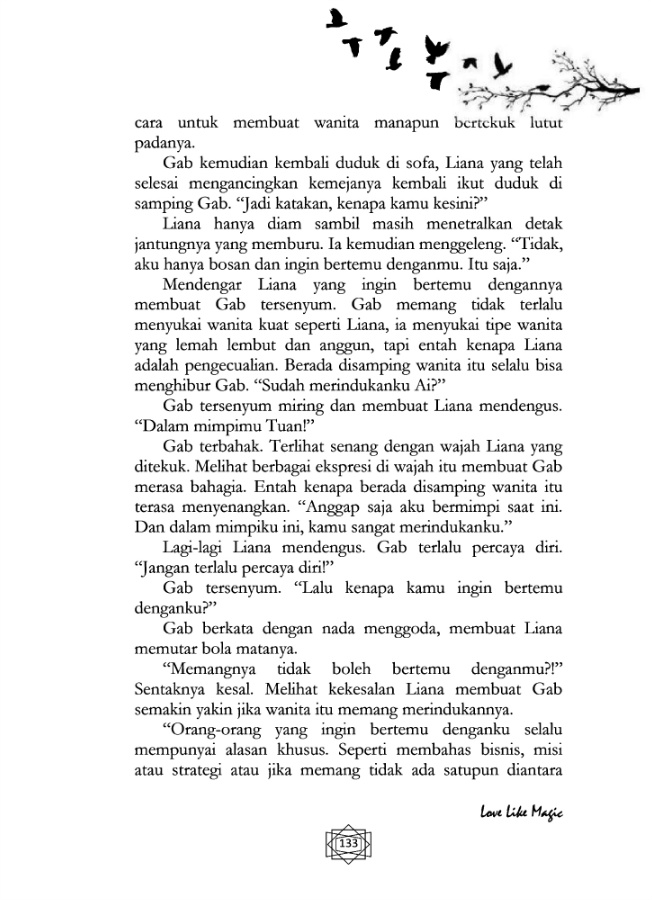 cara untuk membuat wanita manapun bertekuk lutut
padanya.
Gab kemudian kembali duduk di sofa, Liana yang telah
selesai mengancingkan kemejanya kembali ikut duduk di
samping Gab. “Jadi katakan, kenapa kamu kesini?”
Liana hanya diam sambil masih menetralkan detak
jantungnya yang memburu. Ia kemudian menggeleng. “Tidak,
aku hanya bosan dan ingin bertemu denganmu. Itu saja.”
Mendengar Liana yang ingin bertemu dengannya
membuat Gab tersenyum. Gab memang tidak terlalu
menyukai wanita kuat seperti Liana, ia menyukai tipe wanita
yang lemah lembut dan anggun, tapi entah kenapa Liana
adalah pengecualian. Berada disamping wanita itu selalu bisa
menghibur Gab. “Sudah merindukanku Ai?”
Gab tersenyum miring dan membuat Liana mendengus.
“Dalam mimpimu Tuan!”
Gab terbahak. Terlihat senang dengan wajah Liana yang
ditekuk. Melihat berbagai ekspresi di wajah itu membuat Gab
merasa bahagia. Entah kenapa berada disamping wanita itu
terasa menyenangkan. “Anggap saja aku bermimpi saat ini.
Dan dalam mimpiku ini, kamu sangat merindukanku.”
Lagi-lagi Liana mendengus. Gab terlalu percaya diri.
“Jangan terlalu percaya diri!”
Gab tersenyum. “Lalu kenapa kamu ingin bertemu
denganku?”
Gab berkata dengan nada menggoda, membuat Liana
memutar bola matanya.
“Memangnya tidak boleh bertemu denganmu?!”
Sentaknya kesal. Melihat kekesalan Liana membuat Gab
semakin yakin jika wanita itu memang merindukannya.
“Orang-orang yang ingin bertemu denganku selalu
mempunyai alasan khusus. Seperti membahas bisnis, misi
atau strategi atau jika memang tidak ada satupun diantara
Love Like Magic
133